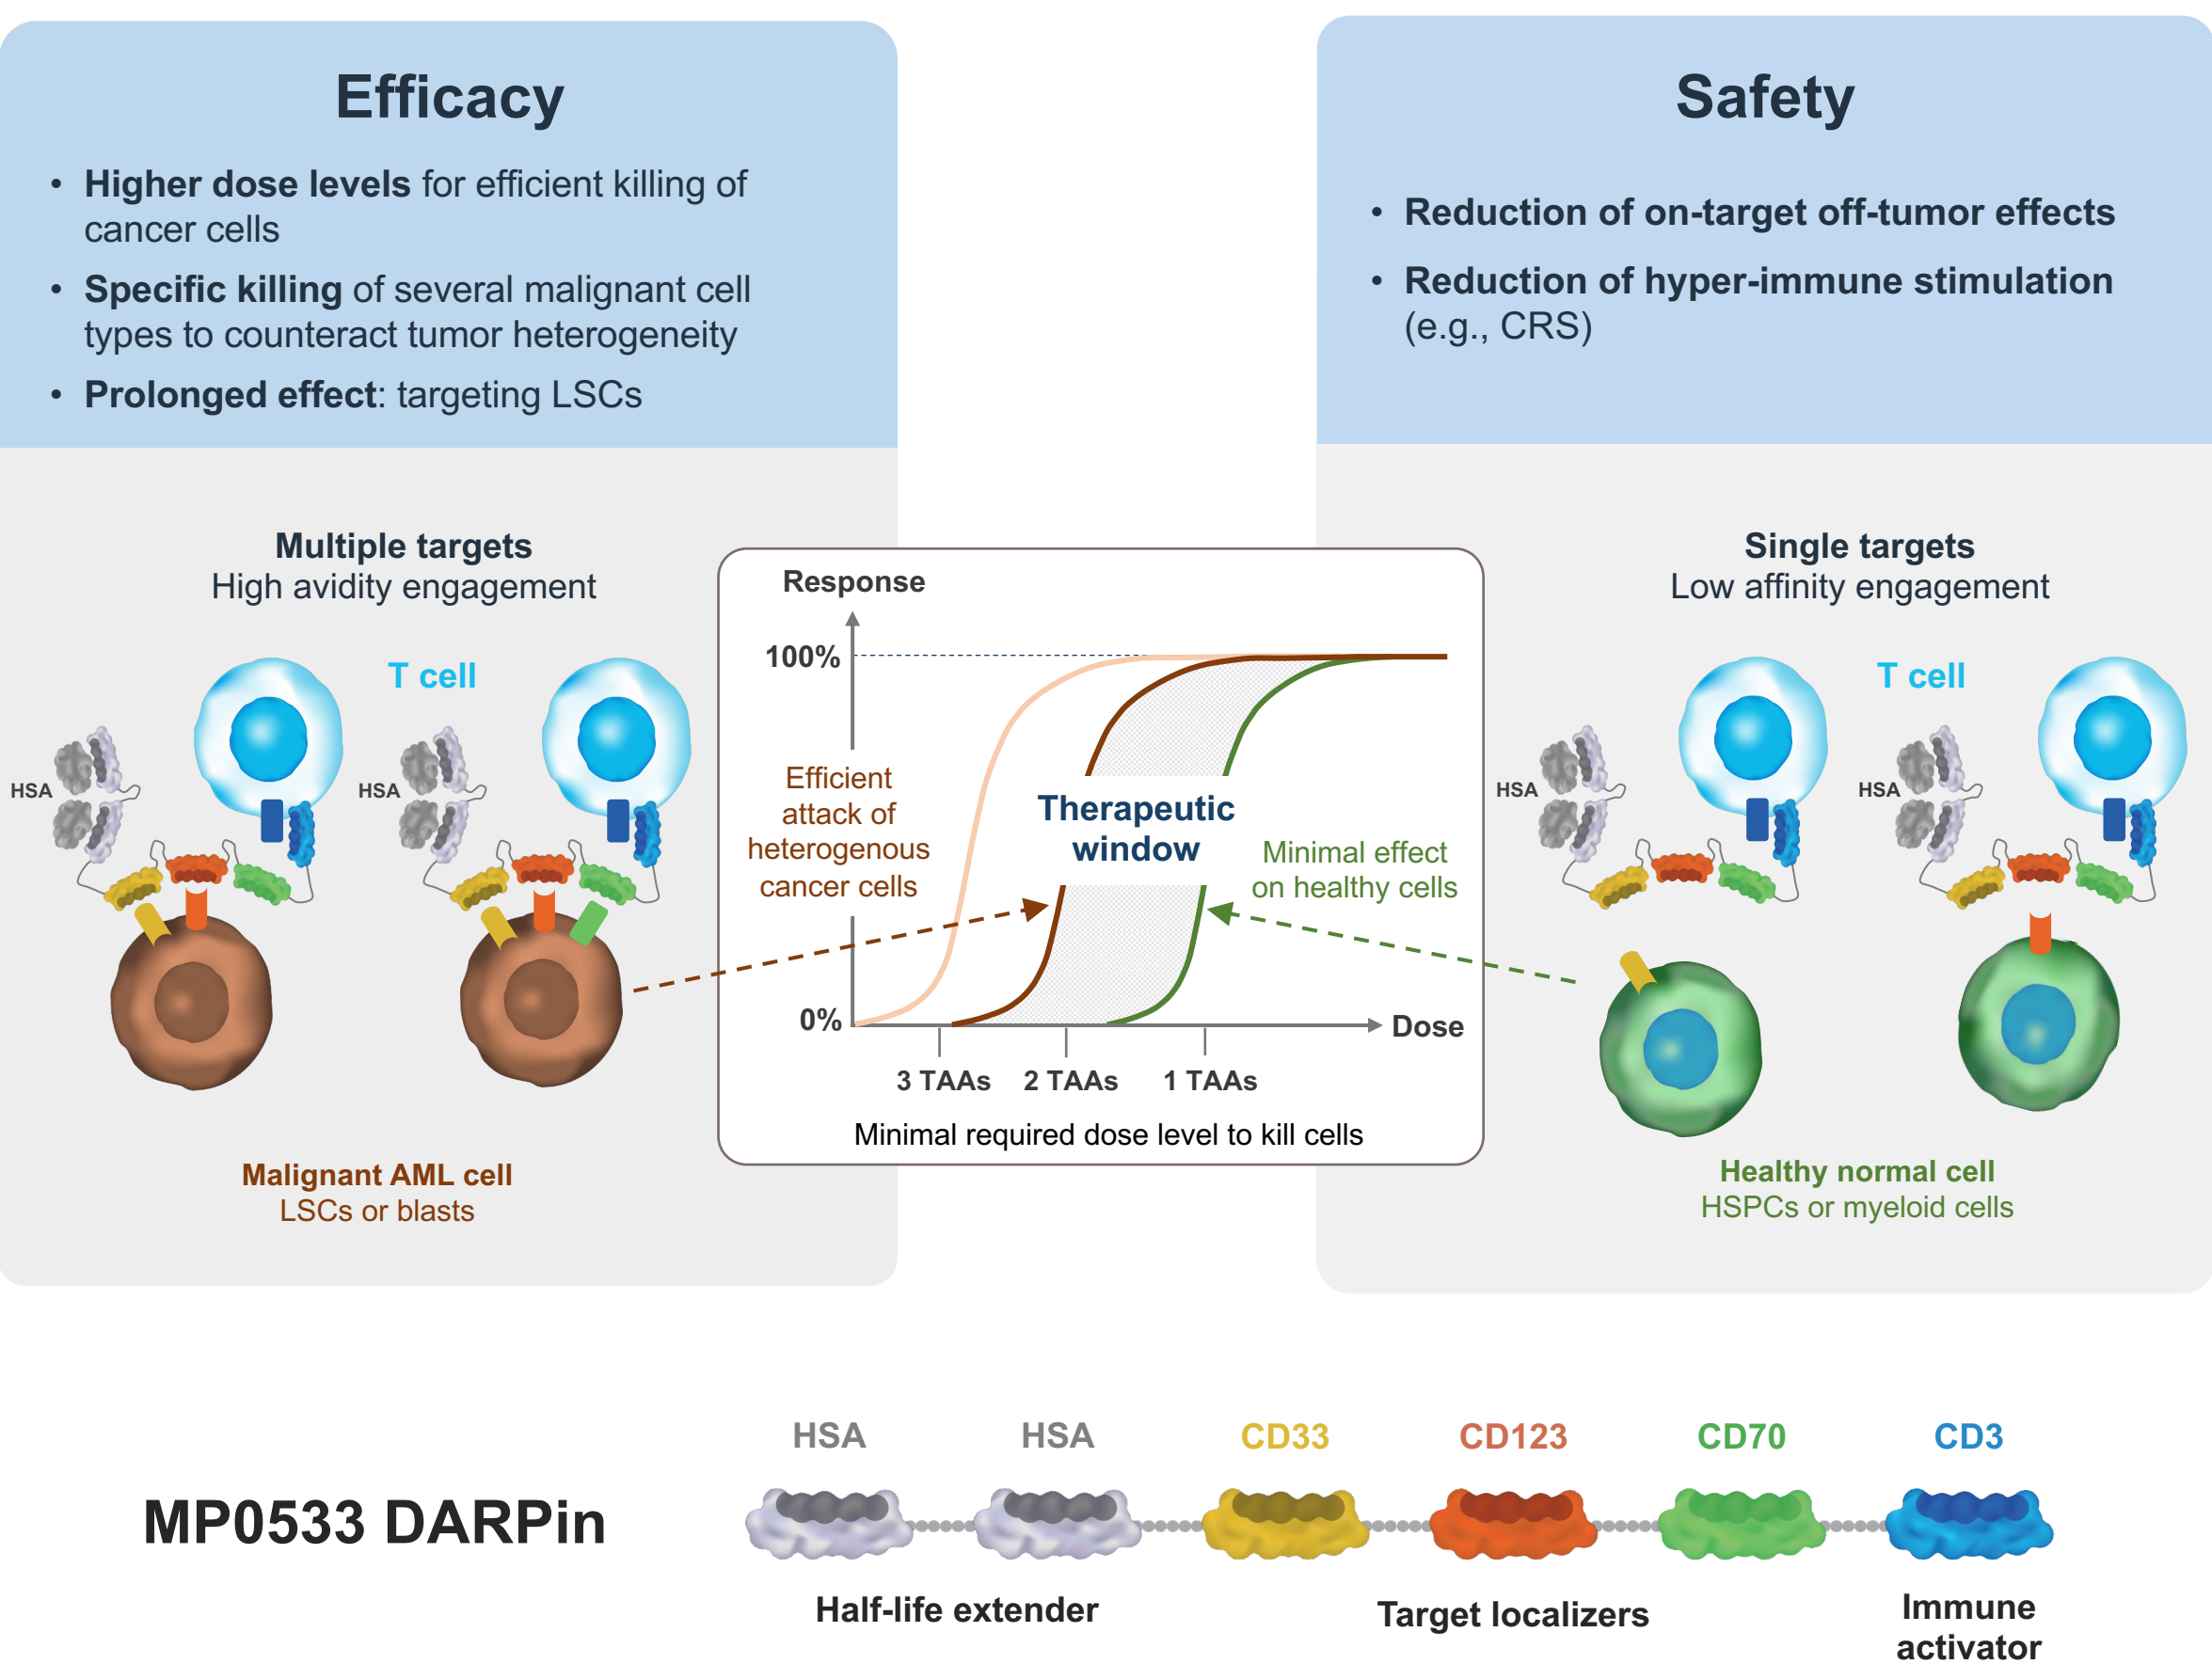 Efficacy
• Higher dose levels for efficient killing of
cancer cells
• Specific killing of several malignant cell
types to counteract tumor heterogeneity
• Prolonged effect: targeting LSCs
Safety
• Reduction of on-target off-tumor effects
• Reduction of hyper-immune stimulation
(e.g., CRS)
Multiple targets
High avidity engagement
T cell
HSA
HSA
Malignant AML cell
LSCs or blasts
Response
100%
Efficient
attack of
heterogenous
cancer cells
Therapeutic
window
Minimal effect
on healthy cells
0%
Dose
3 TAAs
2 TAAs
1 TAAs
Minimal required dose level to kill cells
Single targets
Low affinity engagement
T cell
HSA
HSA
Healthy normal cell
HSPCs or myeloid cells
MP0533 DARPin
HSA
HSA
CD33
CD123
CD70
CD3
Half-life extender
Target localizers
Immune
activator